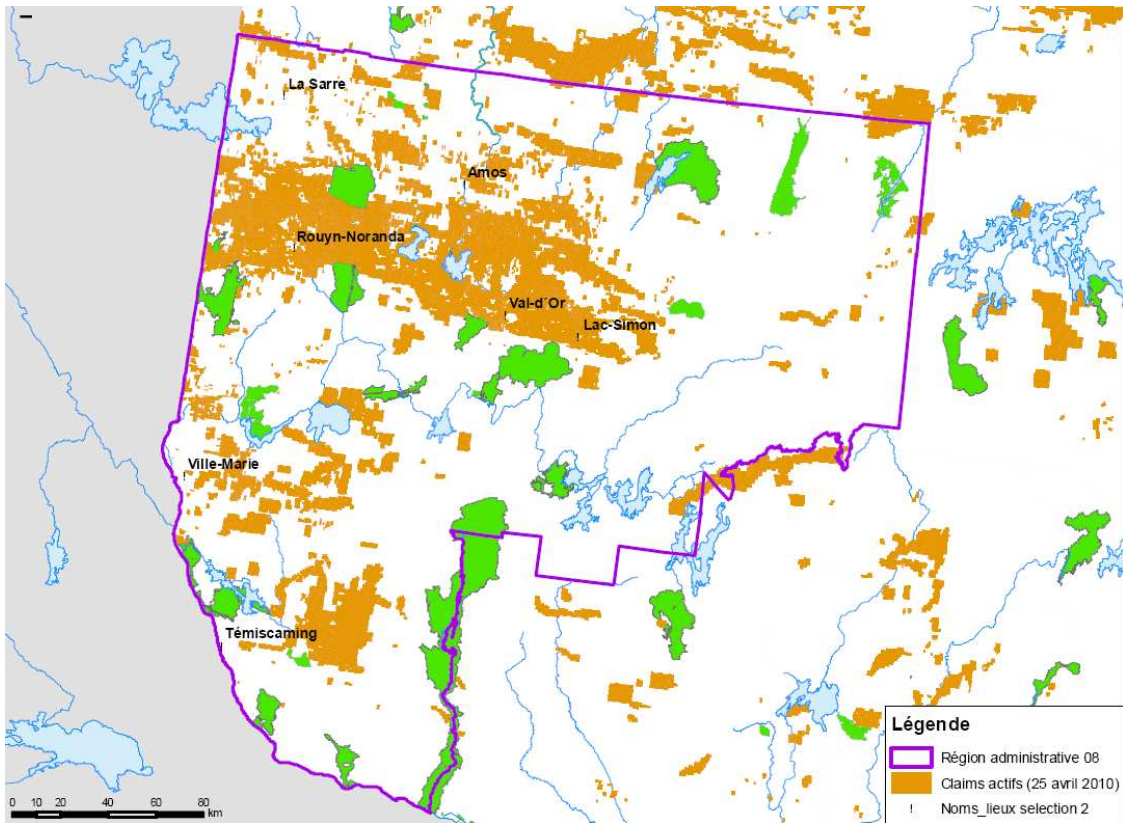 La Sarre
Amos
Rouyn-Noranda
Val-d´Or
Lac-Simon
Ville-Marie
Témiscaming
Légende
Région administrative 08
Claims actifs (25 avril 2010)
! Noms_lieux selection 2
0 10 20 40 60 80
km